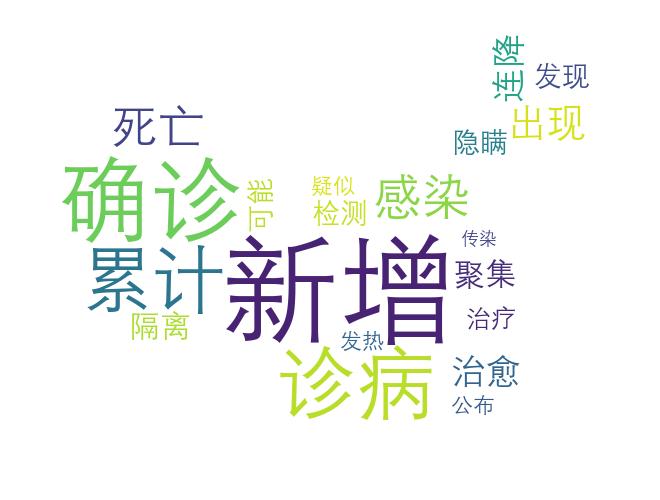 连降
发现
出现
死亡
隐瞒
确诊
可能
疑似
检测
感染
传染
新增
累计
聚集
隔离
治疗
发热
诊病
治愈
公布